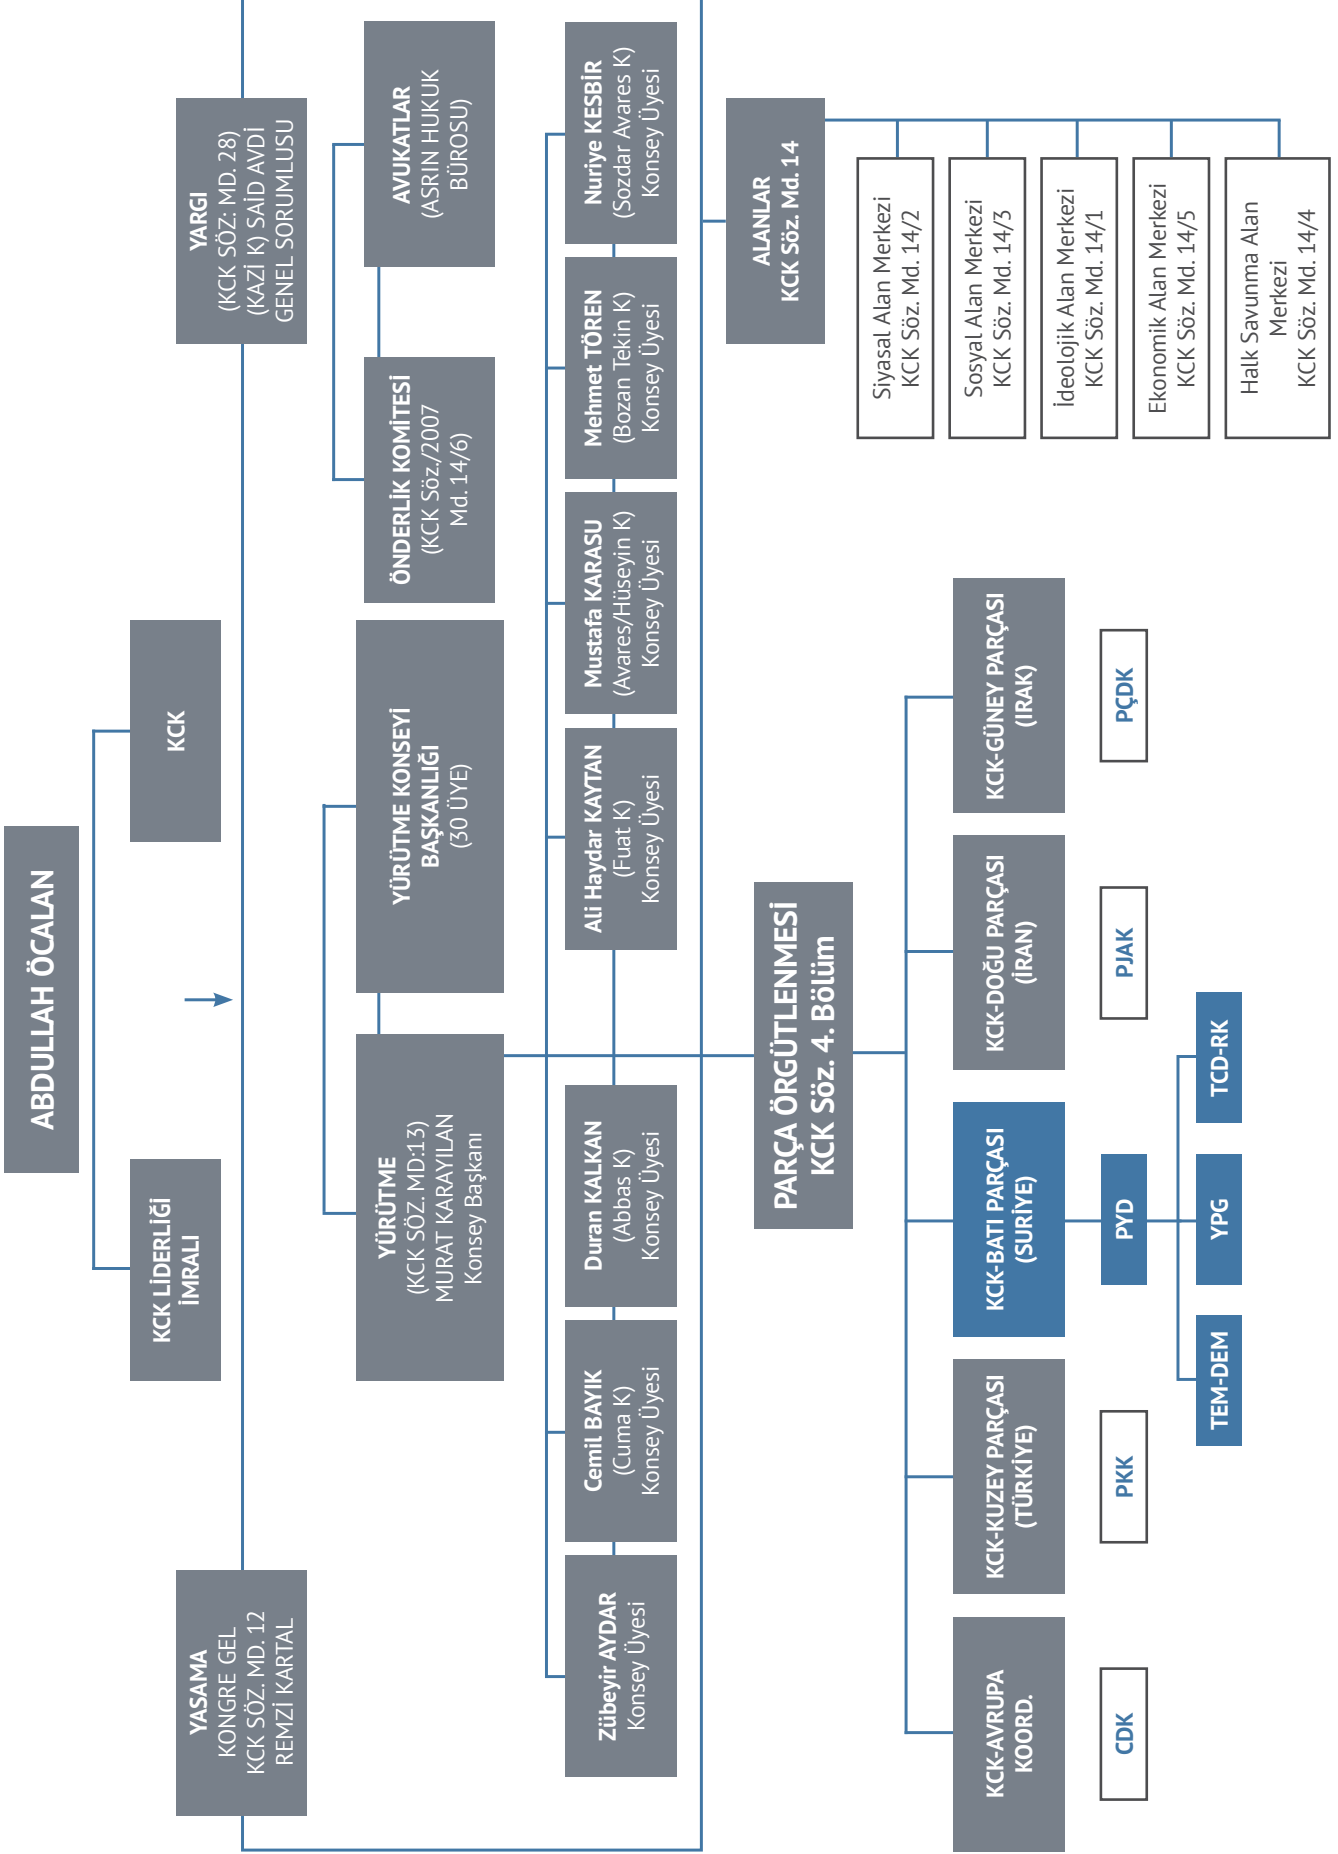 ABDULLAH ÖCALAN
KCK LİDERLİĞİ
İMRALI
KCK
YASAMA
KONGRE GEL
KCK SÖZ. MD. 12
REMZİ KARTAL
YARGI
(KCK SÖZ: MD. 28)
(KAZİ K) SAİD AVDİ
GENEL SORUMLUSU
YÜRÜTME
(KCK SÖZ. MD:13)
MURAT KARAYILAN
Konsey Başkanı
YÜRÜTME KONSEYİ
BAŞKANLIĞI
(30 ÜYE)
ÖNDERLİK KOMİTESİ
(KCK Söz./2007
Md. 14/6)
AVUKATLAR
(ASRIN HUKUK
BÜROSU)
Zübeyir AYDAR
Konsey Üyesi
Cemil BAYIK
(Cuma K)
Konsey Üyesi
Duran KALKAN
(Abbas K)
Konsey Üyesi
Ali Haydar KAYTAN
(Fuat K)
Konsey Üyesi
Mustafa KARASU
(Avares/Hüseyin K)
Konsey Üyesi
Mehmet TÖREN
(Bozan Tekin K)
Konsey Üyesi
Nuriye KESBİR
(Sozdar Avares K)
Konsey Üyesi
PARÇA ÖRGÜTLENMESİ
KCK Söz. 4. Bölüm
ALANLAR
KCK Söz. Md. 14
Siyasal Alan Merkezi
KCK Söz. Md. 14/2
Sosyal Alan Merkezi
KCK Söz. Md. 14/3
İdeolojik Alan Merkezi
KCK Söz. Md. 14/1
Ekonomik Alan Merkezi
KCK Söz. Md. 14/5
Halk Savunma Alan
Merkezi
KCK Söz. Md. 14/4
KCK-AVRUPA
KOORD.
KCK-KUZEY PARÇASI
(TÜRKİYE)
KCK-BATI PARÇASI
(SURİYE)
KCK-DOĞU PARÇASI
(İRAN)
KCK-GÜNEY PARÇASI
(IRAK)
CDK
PKK
PYD
PJAK
PÇDK
TEM-DEM
YPG
TCD-RK